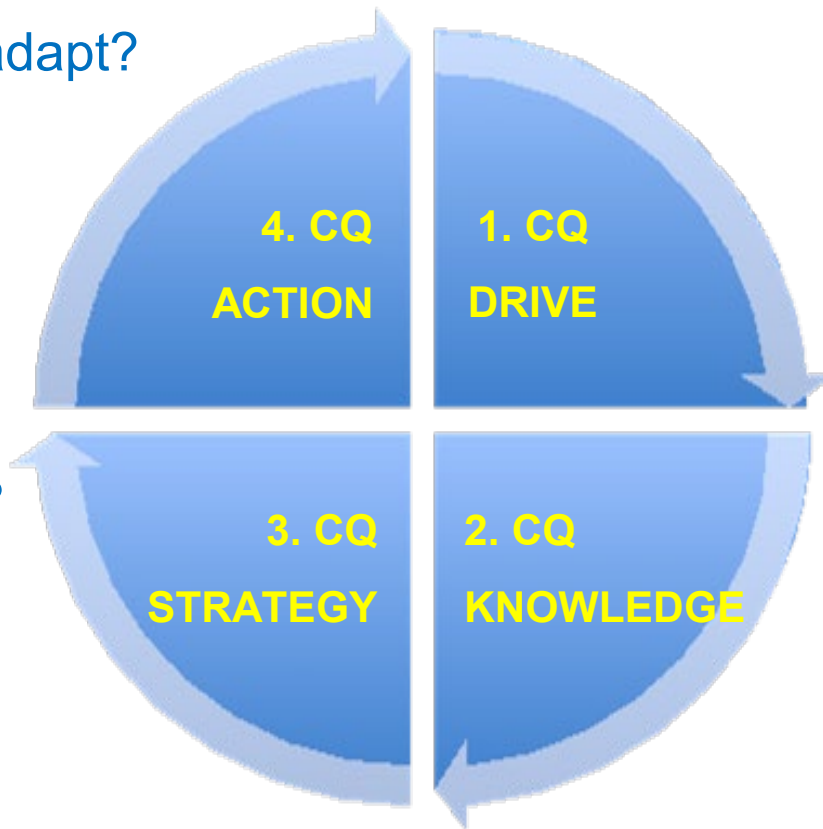 adapt?
4. CQ
ACTION
1. CQ
DRIVE
3. CQ
STRATEGY
2. CQ
KNOWLEDGE